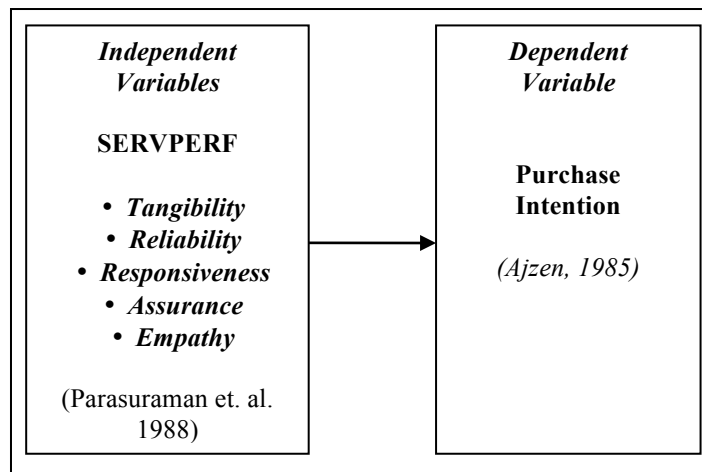 Independent
Variables
SERVPERF
• Tangibility
• Reliability
• Responsiveness
• Assurance
• Empathy
(Parasuraman et. al.
1988)
Dependent
Variable
Purchase
Intention
(Ajzen, 1985)